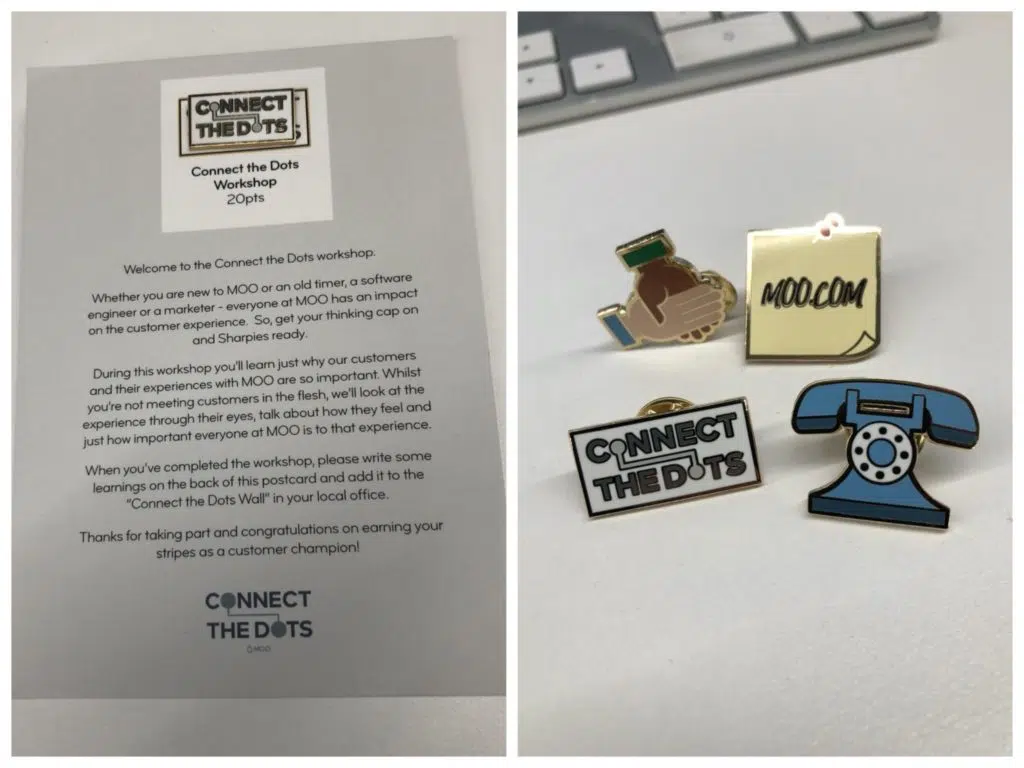 CONNECT
THE DOTS
S
Connect the Dots
Workshop
20pts
Welcome to the Connect the Dots workshop.
Whether you are new to MOO or an old timer, a software
engineer or a marketer - everyone at MOO has an impact
on the customer experience. So, get your thinking cap on
and Sharpies ready.
During this workshop you'll learn just why our customers
and their experiences with MOO are so important. Whilst
you're not meeting customers in the flesh, we'll look at the
experience through their eyes, talk about how they feel and
just how important everyone at MOO is to that experience.
When you've completed the workshop, please write some
learnings on the back of this postcard and add it to the
"Connect the Dots Wall" in your local office.
Thanks for taking part and congratulations on earning your
stripes as a customer champion!
CONNECT
THE DOTS
MOO
MOO.COM
CONNECT
THE DOTS